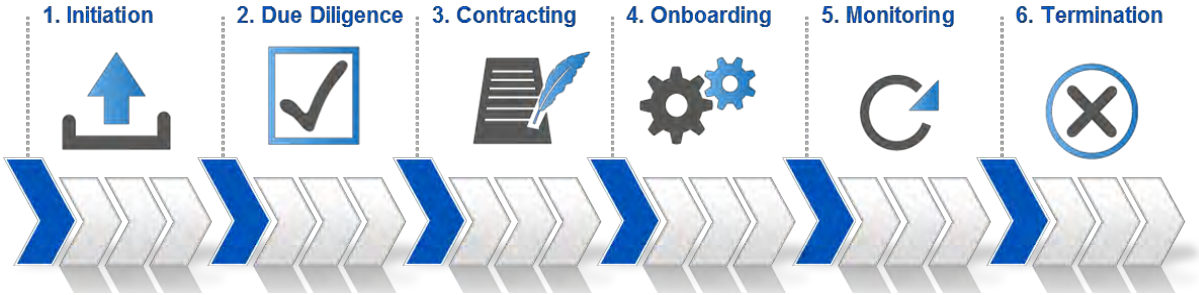 1. Initiation
2. Due Diligence
3. Contracting
4. Onboarding
5. Monitoring
6. Termination